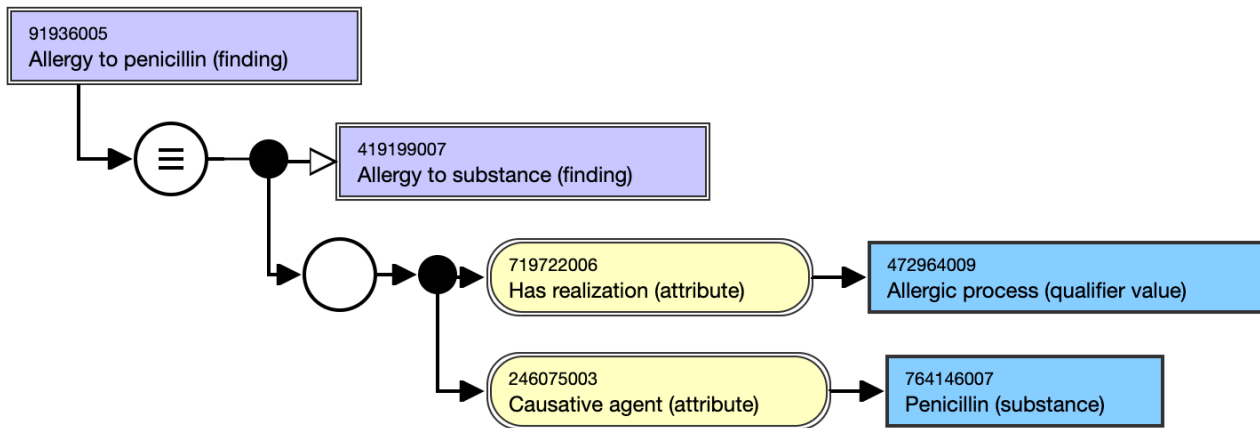 91936005
Allergy to penicillin (finding)
419199007
Allergy to substance (finding)
719722006
Has realization (attribute)
472964009
Allergic process (qualifier value)
246075003
Causative agent (attribute)
764146007
Penicillin (substance)